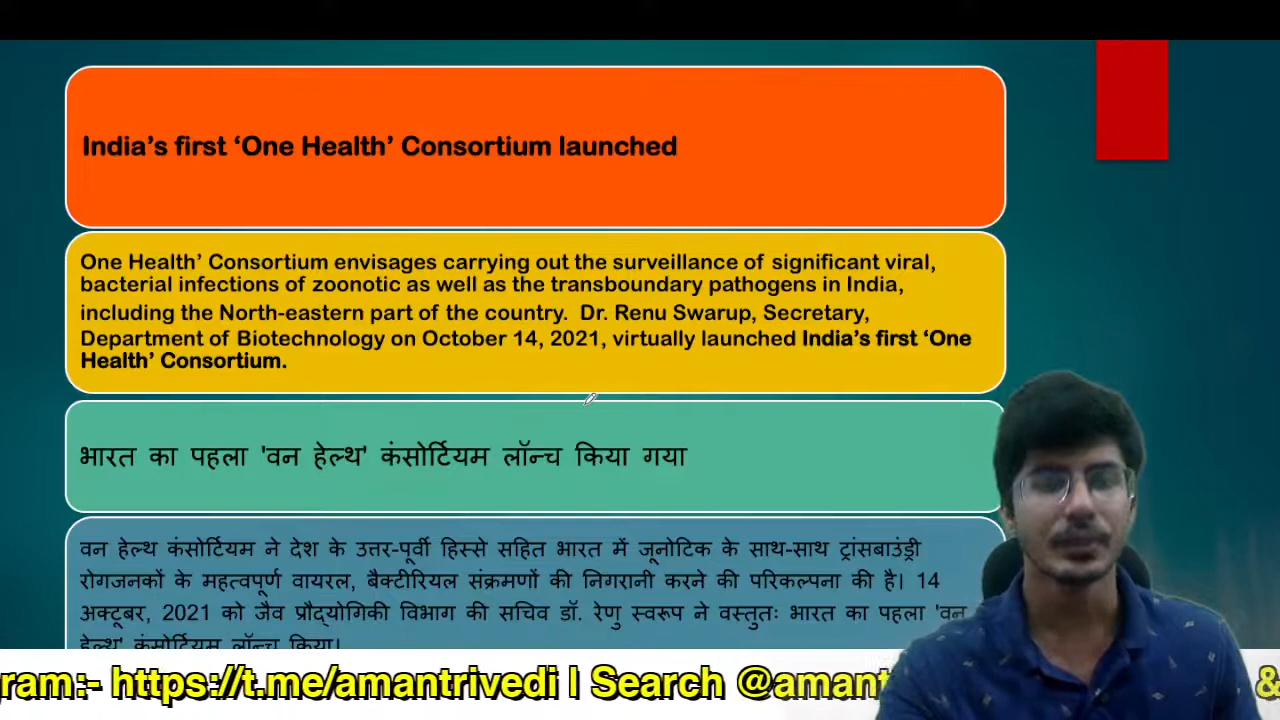 India’s first ‘One Health’ Consortium launched
One Health’ Consortium envisages carrying out the surveillance of significant viral,
bacterial infections of zoonotic as well as the transboundary pathogens in India,
including the North-eastern part of the country. Dr. Renu Swarup, Secretary,
Department of Biotechnology on October 14, 2021, virtually launched India’s first ‘One
Health’ Consortium.
भारत का पहला 'वन हेल्थ' कंसोर्टियम लॉन्च किया गया
वन हेल्थ कंसोर्टियम ने देश के उत्तर-पूर्वी हिस्से सहित भारत में जूनोटिक के साथ-साथ ट्रांसबाउंड्री
रोगजनकों के महत्वपूर्ण वायरल, बैक्टीरियल संक्रमणों की निगरानी करने की परिकल्पना की है। 14
अक्टूबर, 2021 को जैव प्रौद्योगिकी विभाग की सचिव डॉ. रेणु स्वरूप ने वस्तुतः भारत का पहला 'वन
हेल्थ' कंसोर्टियम लॉन्च किया।
ram:- https://t.me/amantrivedi I Search @amant &